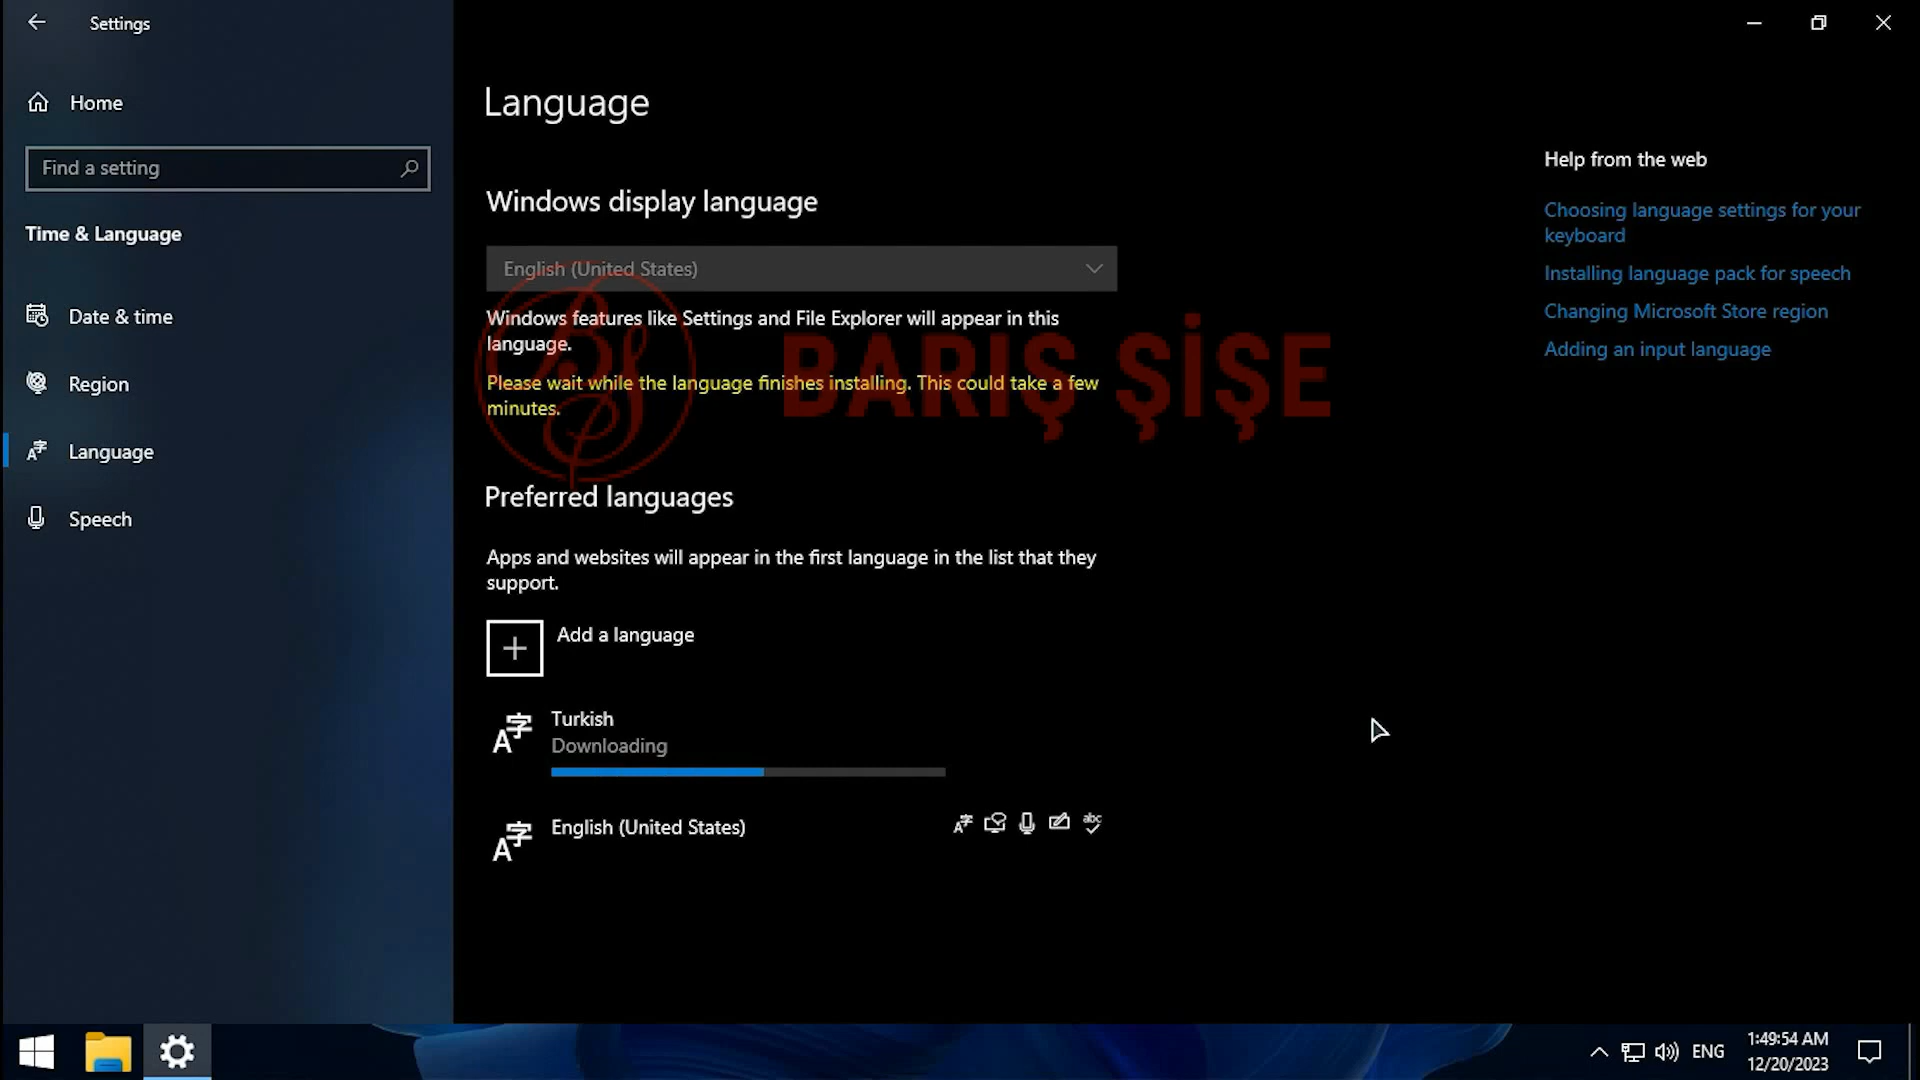 Settings
Home
Find a setting
Time & Language
Date & time
Region
Language
Speech
Language
Windows display language
English (United States)
Windows features like Settings and File Explorer will appear in this
language.
Please wait while the language finishes installing. This could take a few
minutes.
BARIŞ ŞİŞE
Preferred languages
Apps and websites will appear in the first language in the list that they
support.
Add a language
Turkish
Downloading
English (United States)
Help from the web
Choosing language settings for your
keyboard
Installing language pack for speech
Changing Microsoft Store region
Adding an input language
ENG
1:49:54 AM
12/20/2023